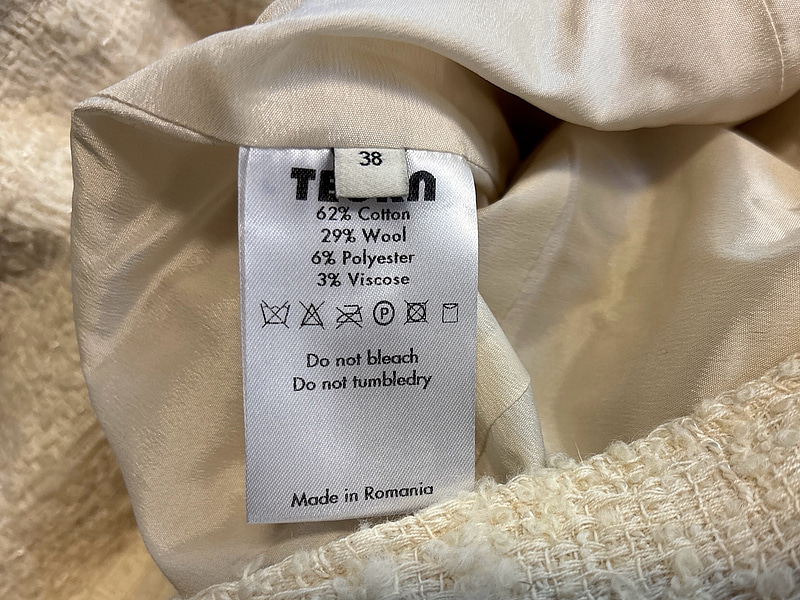 38
62% Cotton
29% Wool
6% Polyester
3% Viscose
P
Do not bleach
Do not tumbledry
Made in Romania